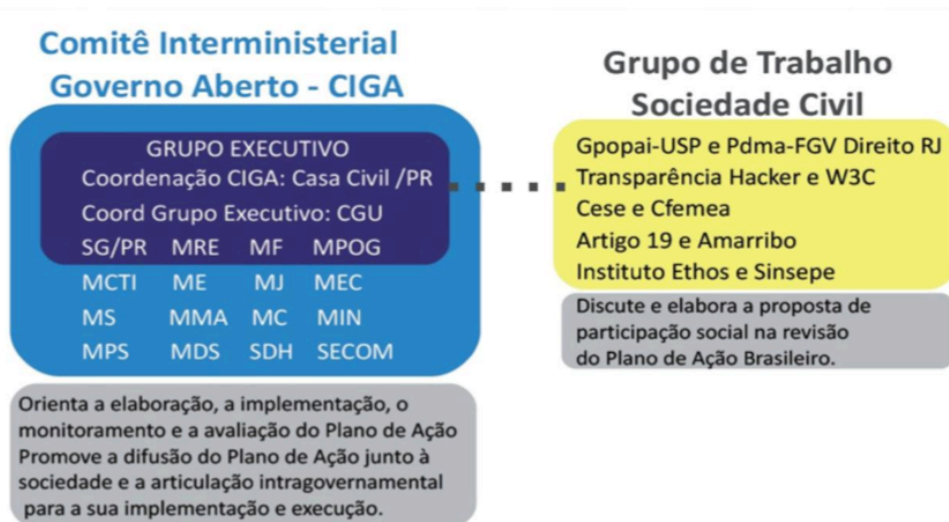 Comitê Interministerial
Governo Aberto - CIGA
GRUPO EXECUTIVO
Coordenação CIGA: Casa Civil /PR
Coord Grupo Executivo: CGU
SG/PR MRE MF MPOG
MCTI ME MJ MEC
MS MMA MC MIN
MPS MDS SDH SECOM
Orienta a elaboração, a implementação, o
monitoramento e a avaliação do Plano de Ação
Promove a difusão do Plano de Ação junto à
sociedade e a articulação intragovernamental
para a sua implementação e execução.
Grupo de Trabalho
Sociedade Civil
Gpopai-USP e Pdma-FGV Direito RJ
Transparência Hacker e W3C
Cese e Cfemea
Artigo 19 e Amarribo
Instituto Ethos e Sinsepe
Discute e elabora a proposta de
participação social na revisão
do Plano de Ação Brasileiro.